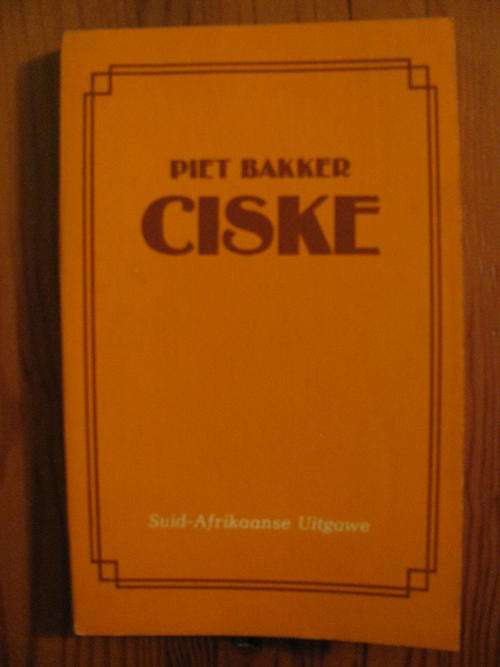 PIET BAKKER
CISKE
Suid-Afrikaanse Uitgawe